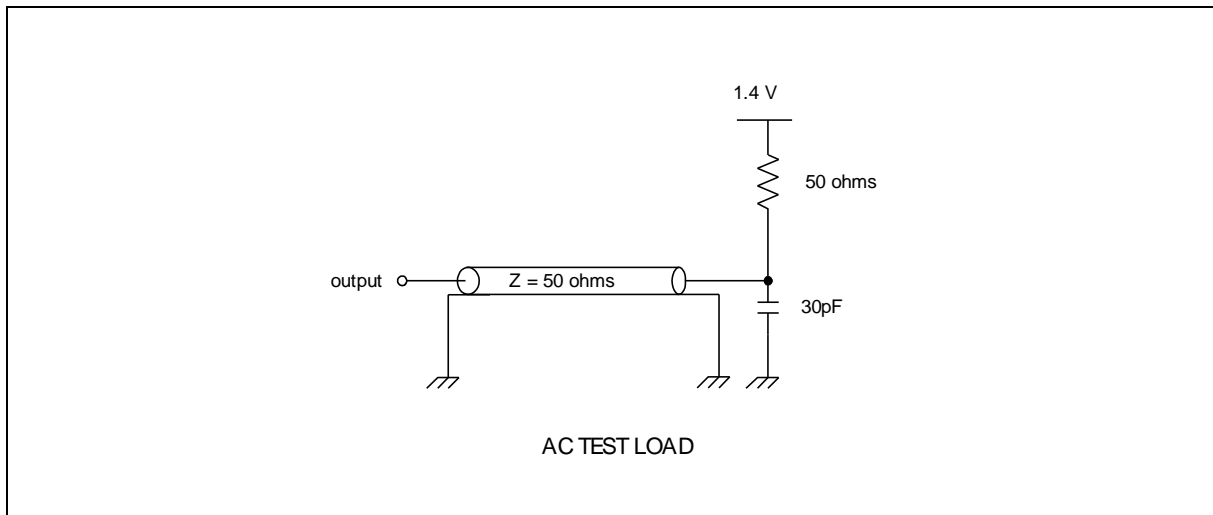 1.4 V
50 ohms
output
Z = 50 ohms
30pF
AC TEST LOAD